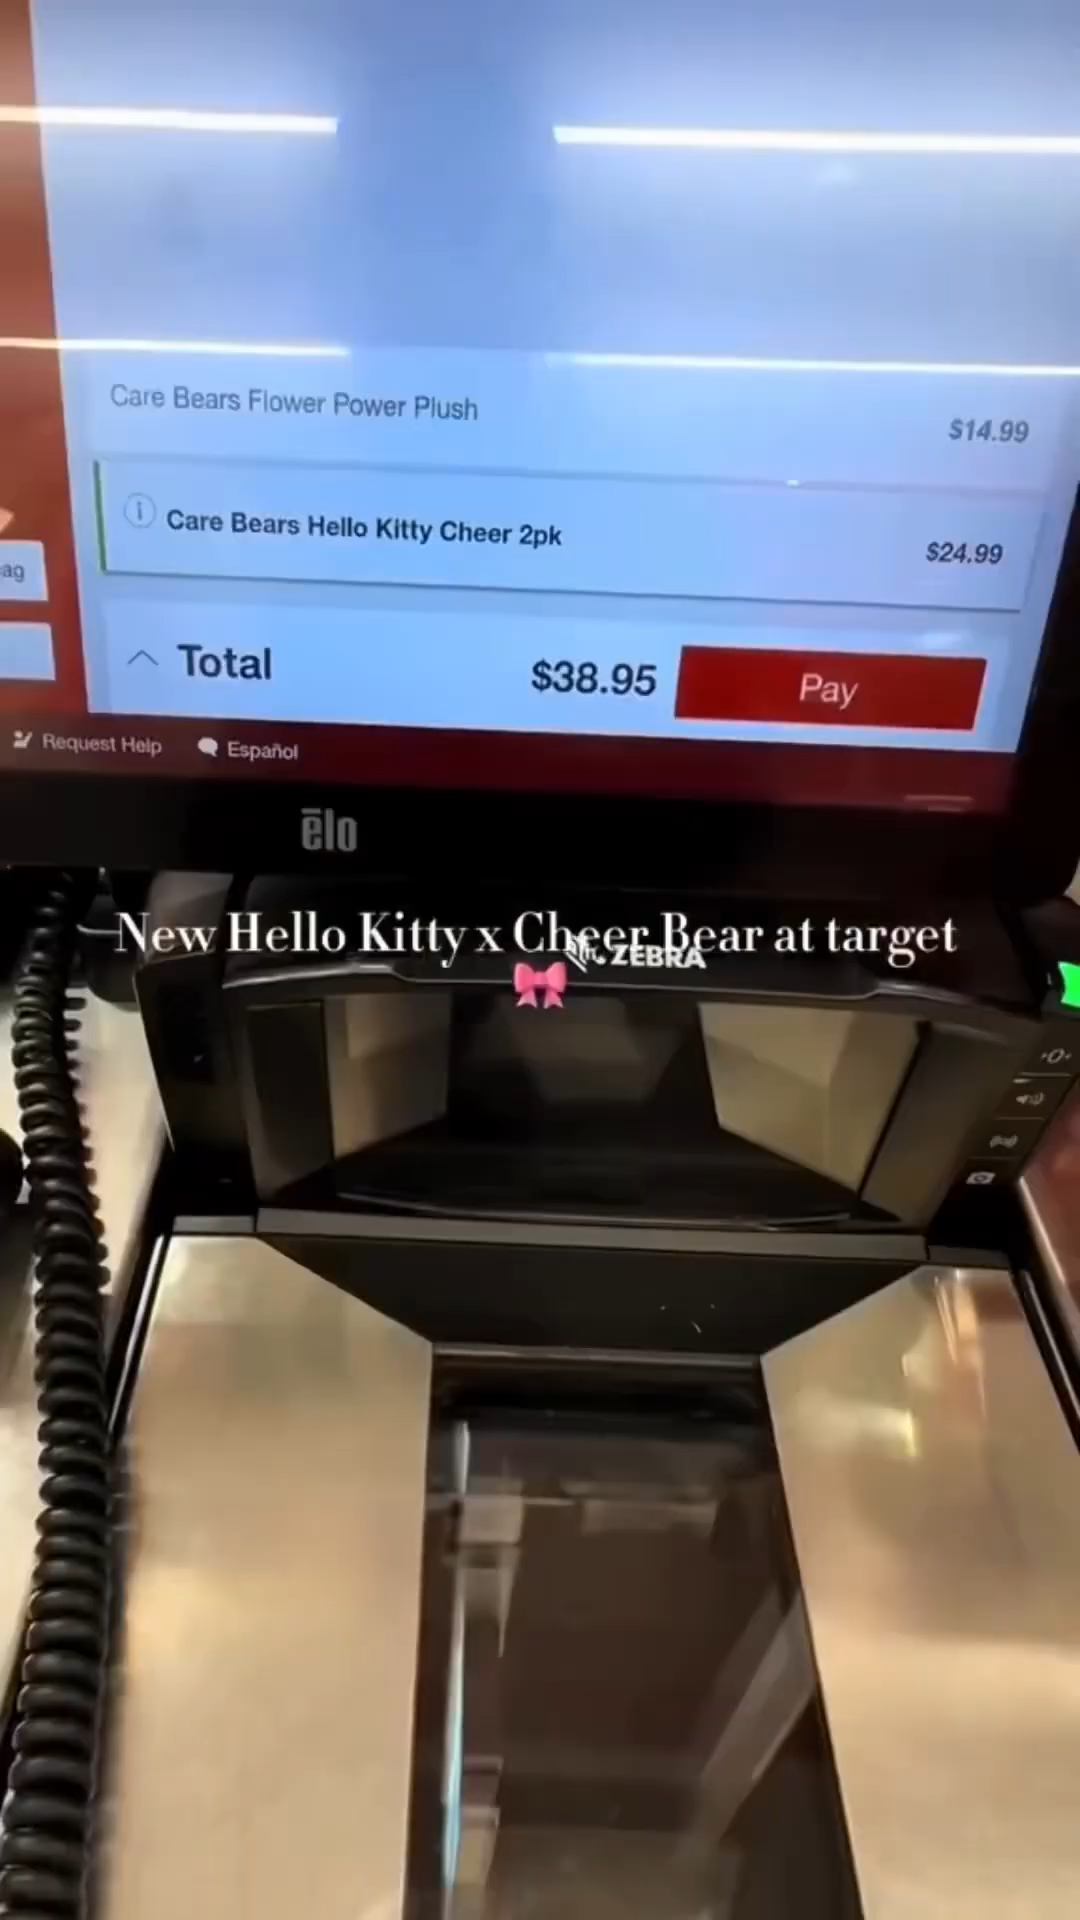 Care Bears Flower Power Plush $14.99
Care Bears Hello Kitty Cheer 2pk $24.99
ag
Total $38.95 Pay
Request Help Español
ēlo
New Hello Kitty x Cheer Bear at target
ZEBRA